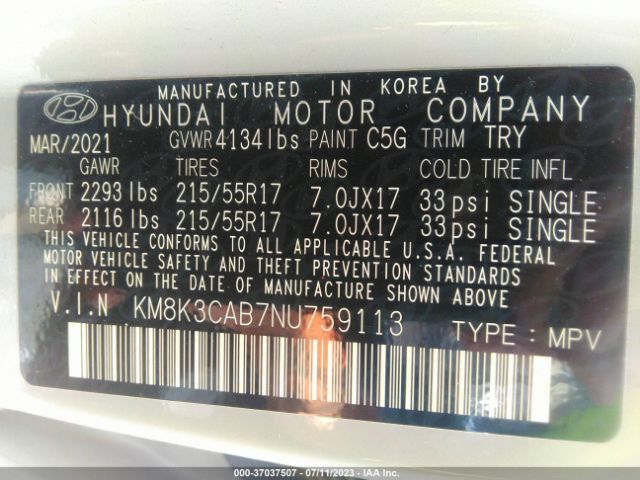 MANUFACTURED IN KOREA BY
HYUNDAI MOTOR COMPANY
MAR/2021 GVWR 4134 lbs PAINT C5G TRIM TRY
GAWR TIRES RIMS COLD TIRE INFL
FRONT 2293 lbs 215/55R17 7.0JX17 33 psi SINGLE
REAR 2116 lbs 215/55R17 7.0JX17 33 psi SINGLE
THIS VEHICLE CONFORMS TO ALL APPLICABLE U.S.A. FEDERAL
MOTOR VEHICLE SAFETY AND THEFT PREVENTION STANDARDS
IN EFFECT ON THE DATE OF MANUFACTURE SHOWN ABOVE.
V.I.N KM8K3CAB7NU759113 TYPE : MPV
000-37037507 - 07/11/2023 - IAA Inc.